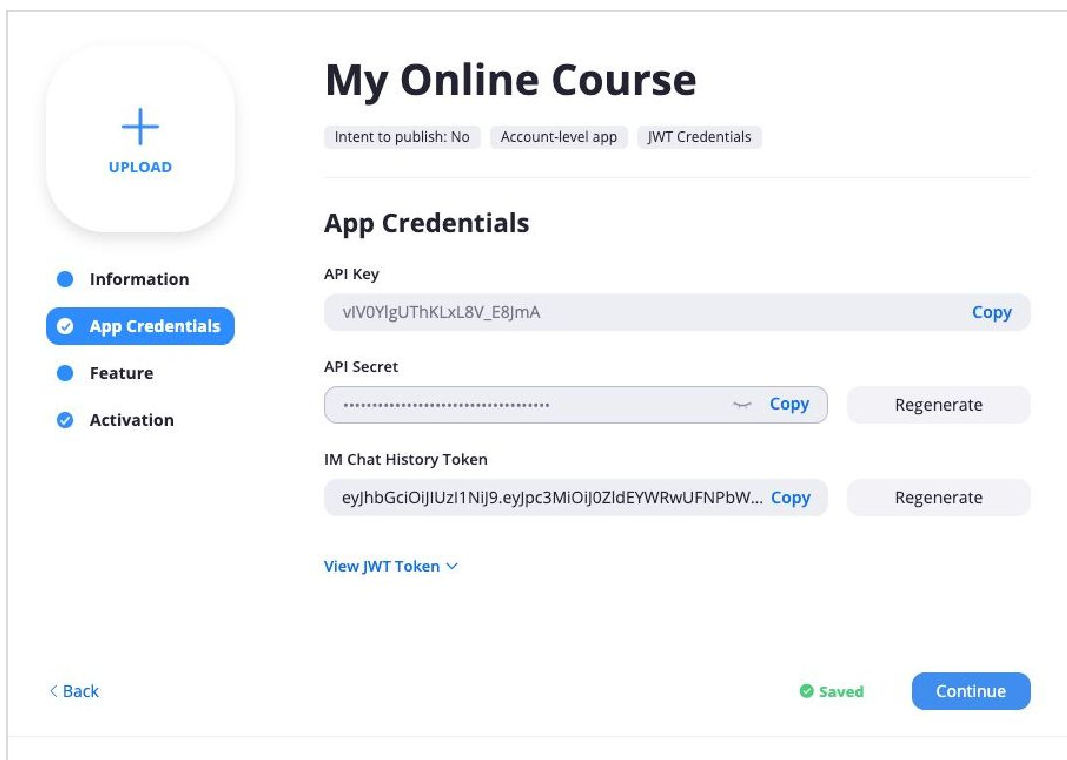 My Online Course
Intent to publish: No
Account-level app
JWT Credentials
UPLOAD
Information
App Credentials
Feature
Activation
App Credentials
API Key
vIV0YlgUThKLxL8V_E8JmA
Copy
API Secret
••••••••••••••••••••••••••••••••••••
Copy
Regenerate
IM Chat History Token
eyJhbGciOiJIUzI1NiJ9.eyJpc3MiOiJ0ZldEYWRwUFNPbW...
Copy
Regenerate
View JWT Token
Back
Saved
Continue